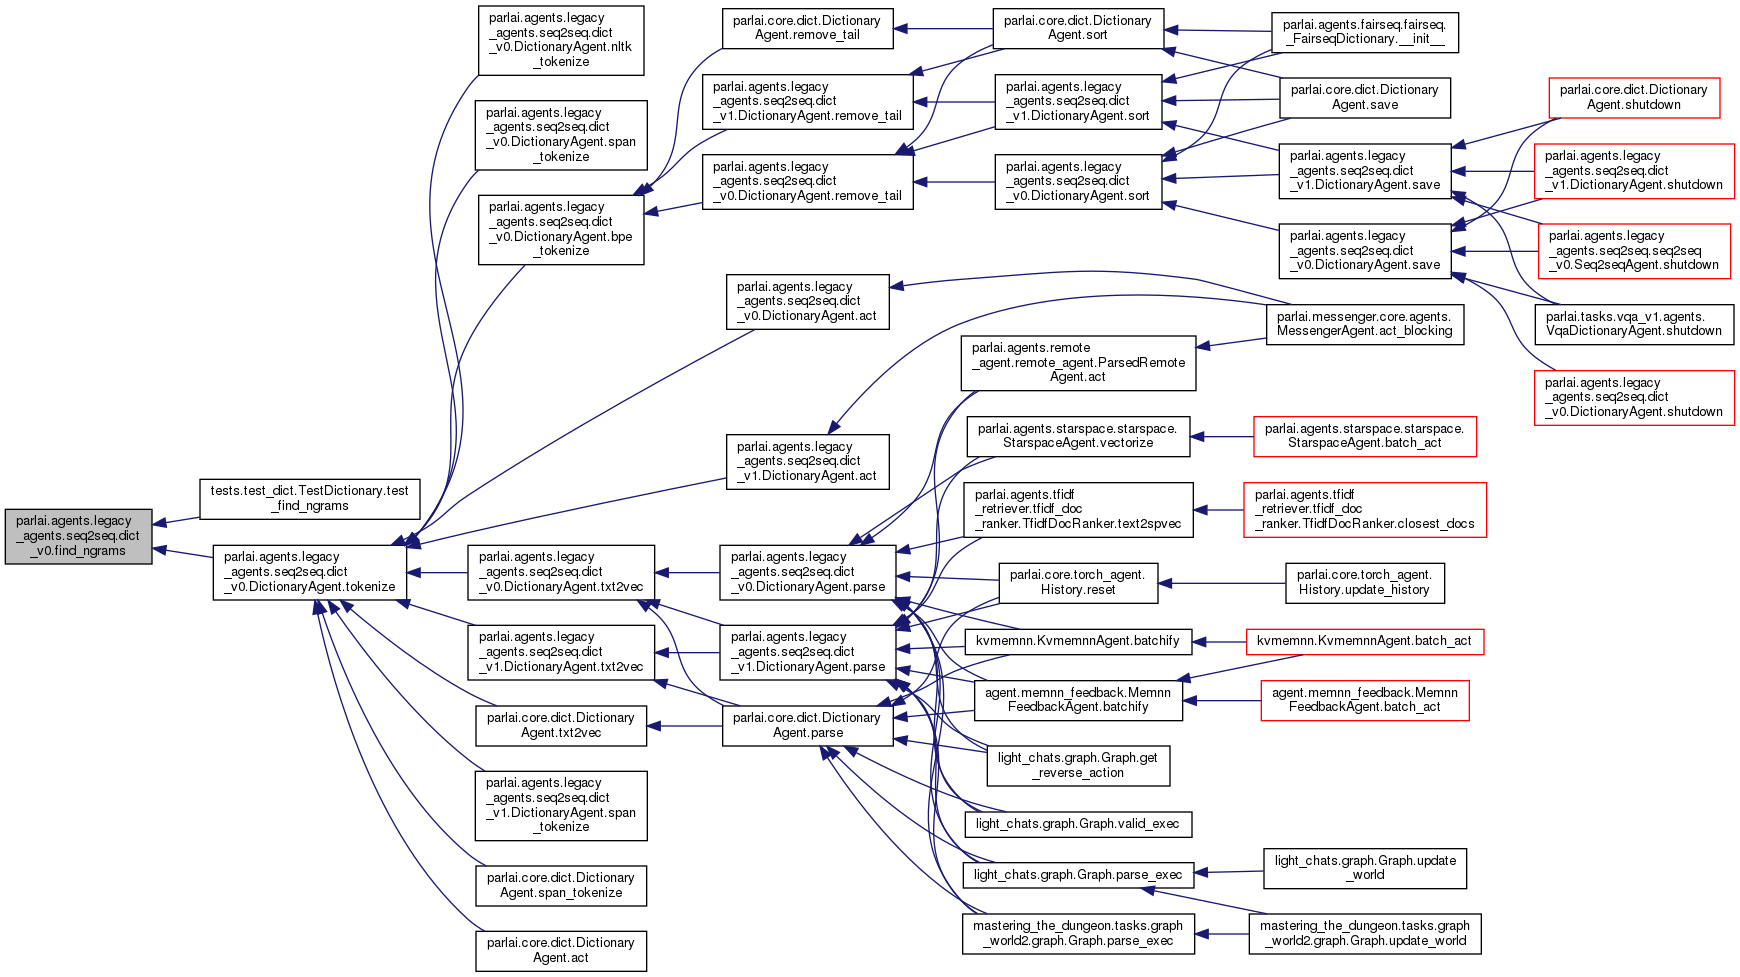 parlai.agents.legacy
_agents.seq2seq.dict
_v0.find_ngrams
tests.test_dict.TestDictionary.test
_find_ngrams
parlai.agents.legacy
_agents.seq2seq.dict
_v0.DictionaryAgent.tokenize
parlai.agents.legacy
_agents.seq2seq.dict
_v0.DictionaryAgent.nltk
_tokenize
parlai.agents.legacy
_agents.seq2seq.dict
_v0.DictionaryAgent.span
_tokenize
parlai.agents.legacy
_agents.seq2seq.dict
_v0.DictionaryAgent.bpe
_tokenize
parlai.agents.legacy
_agents.seq2seq.dict
_v0.DictionaryAgent.txt2vec
parlai.agents.legacy
_agents.seq2seq.dict
_v1.DictionaryAgent.txt2vec
parlai.core.dict.Dictionary
Agent.txt2vec
parlai.agents.legacy
_agents.seq2seq.dict
_v1.DictionaryAgent.span
_tokenize
parlai.core.dict.Dictionary
Agent.span_tokenize
parlai.core.dict.Dictionary
Agent.act
parlai.core.dict.Dictionary
Agent.remove_tail
parlai.agents.legacy
_agents.seq2seq.dict
_v1.DictionaryAgent.remove_tail
parlai.agents.legacy
_agents.seq2seq.dict
_v0.DictionaryAgent.remove_tail
parlai.agents.legacy
_agents.seq2seq.dict
_v0.DictionaryAgent.act
parlai.agents.legacy
_agents.seq2seq.dict
_v1.DictionaryAgent.act
parlai.agents.legacy
_agents.seq2seq.dict
_v0.DictionaryAgent.parse
parlai.agents.legacy
_agents.seq2seq.dict
_v1.DictionaryAgent.parse
parlai.core.dict.Dictionary
Agent.parse
parlai.core.dict.Dictionary
Agent.sort
parlai.agents.legacy
_agents.seq2seq.dict
_v1.DictionaryAgent.sort
parlai.agents.legacy
_agents.seq2seq.dict
_v0.DictionaryAgent.sort
parlai.agents.remote
_agent.remote_agent.ParsedRemote
Agent.act
parlai.agents.starspace.starspace.
StarspaceAgent.vectorize
parlai.agents.tfidf
_retriever.tfidf_doc
_ranker.TfidfDocRanker.text2spvec
parlai.core.torch_agent.
History.reset
kvmemnn.KvmemnnAgent.batchify
agent.memnn_feedback.Memnn
FeedbackAgent.batchify
light_chats.graph.Graph.get
_reverse_action
light_chats.graph.Graph.valid_exec
light_chats.graph.Graph.parse_exec
mastering_the_dungeon.tasks.graph
_world2.graph.Graph.parse_exec
parlai.agents.fairseq.fairseq.
_FairseqDictionary.__init__
parlai.core.dict.Dictionary
Agent.save
parlai.agents.legacy
_agents.seq2seq.dict
_v1.DictionaryAgent.save
parlai.agents.legacy
_agents.seq2seq.dict
_v0.DictionaryAgent.save
parlai.messenger.core.agents.
MessengerAgent.act_blocking
parlai.agents.starspace.starspace.
StarspaceAgent.batch_act
parlai.agents.tfidf
_retriever.tfidf_doc
_ranker.TfidfDocRanker.closest_docs
parlai.core.torch_agent.
History.update_history
kvmemnn.KvmemnnAgent.batch_act
agent.memnn_feedback.Memnn
FeedbackAgent.batch_act
light_chats.graph.Graph.update
_world
mastering_the_dungeon.tasks.graph
_world2.graph.Graph.update_world
parlai.core.dict.Dictionary
Agent.shutdown
parlai.agents.legacy
_agents.seq2seq.dict
_v1.DictionaryAgent.shutdown
parlai.agents.legacy
_agents.seq2seq.seq2seq
_v0.Seq2seqAgent.shutdown
parlai.tasks.vqa_v1.agents.
VqaDictionaryAgent.shutdown
parlai.agents.legacy
_agents.seq2seq.dict
_v0.DictionaryAgent.shutdown